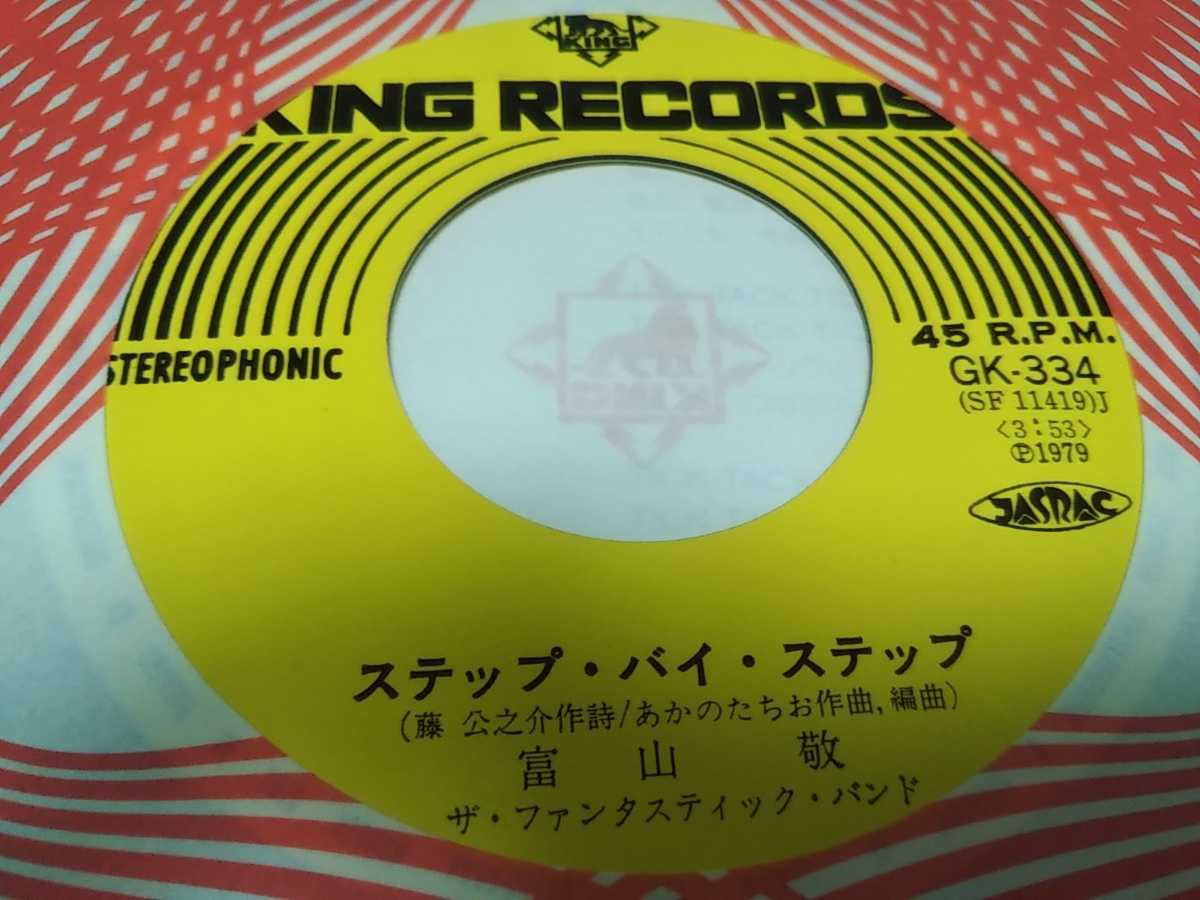 KING
KING RECORDS
STEREOPHONIC
45 R.P.M.
GK-334
(SF 11419)J
〈3:53〉
Ⓟ1979
JASRAC
KING
ステップ・バイ・ステップ
(藤 公之介作詩/あかのたちお作曲,編曲)
富 山 敬
ザ・ファンタスティック・バンド